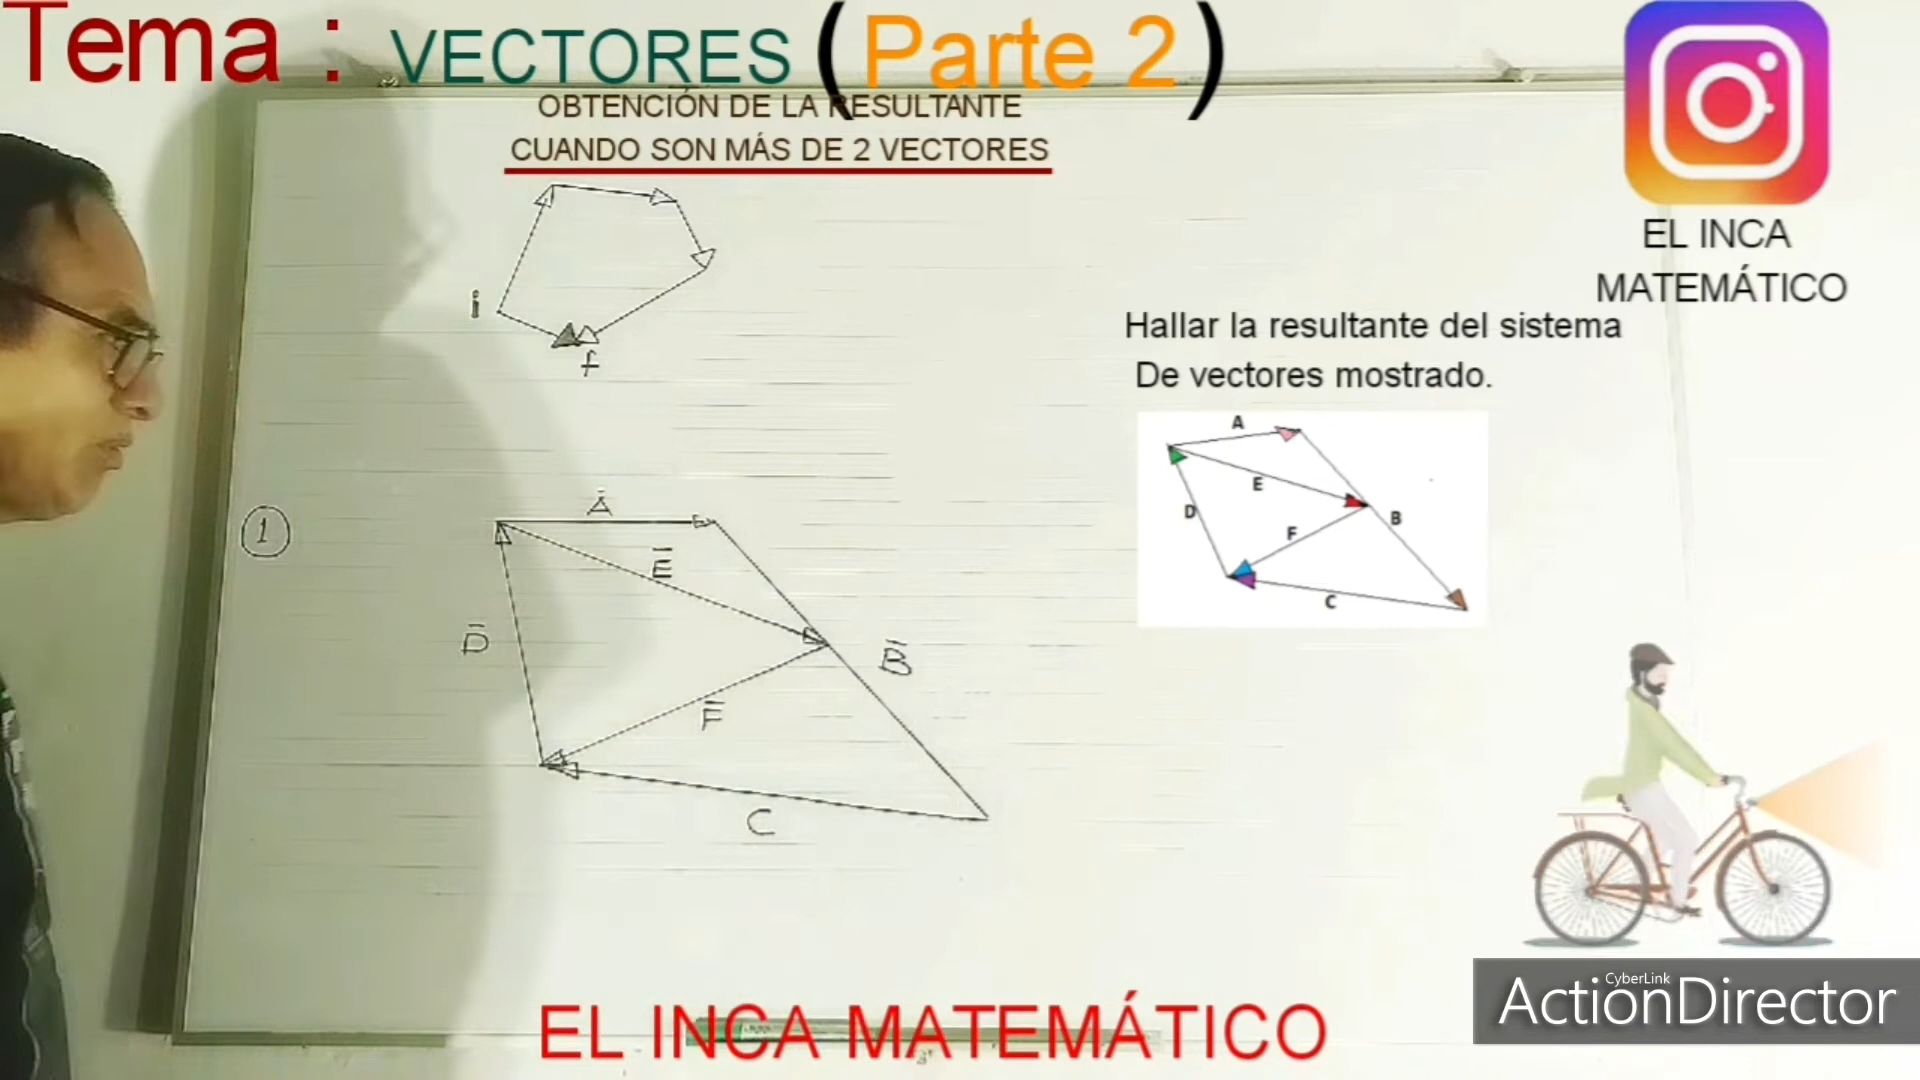 Tema : VECTORES (Parte 2)
OBTENCIÓN DE LA RESULTANTE
CUANDO SON MÁS DE 2 VECTORES
i
f
EL INCA
MATEMÁTICO
Hallar la resultante del sistema
De vectores mostrado.
A
E
B
D
F
C
1
A
E
D
B
F
C
CyberLink
ActionDirector
EL INCA MATEMÁTICO